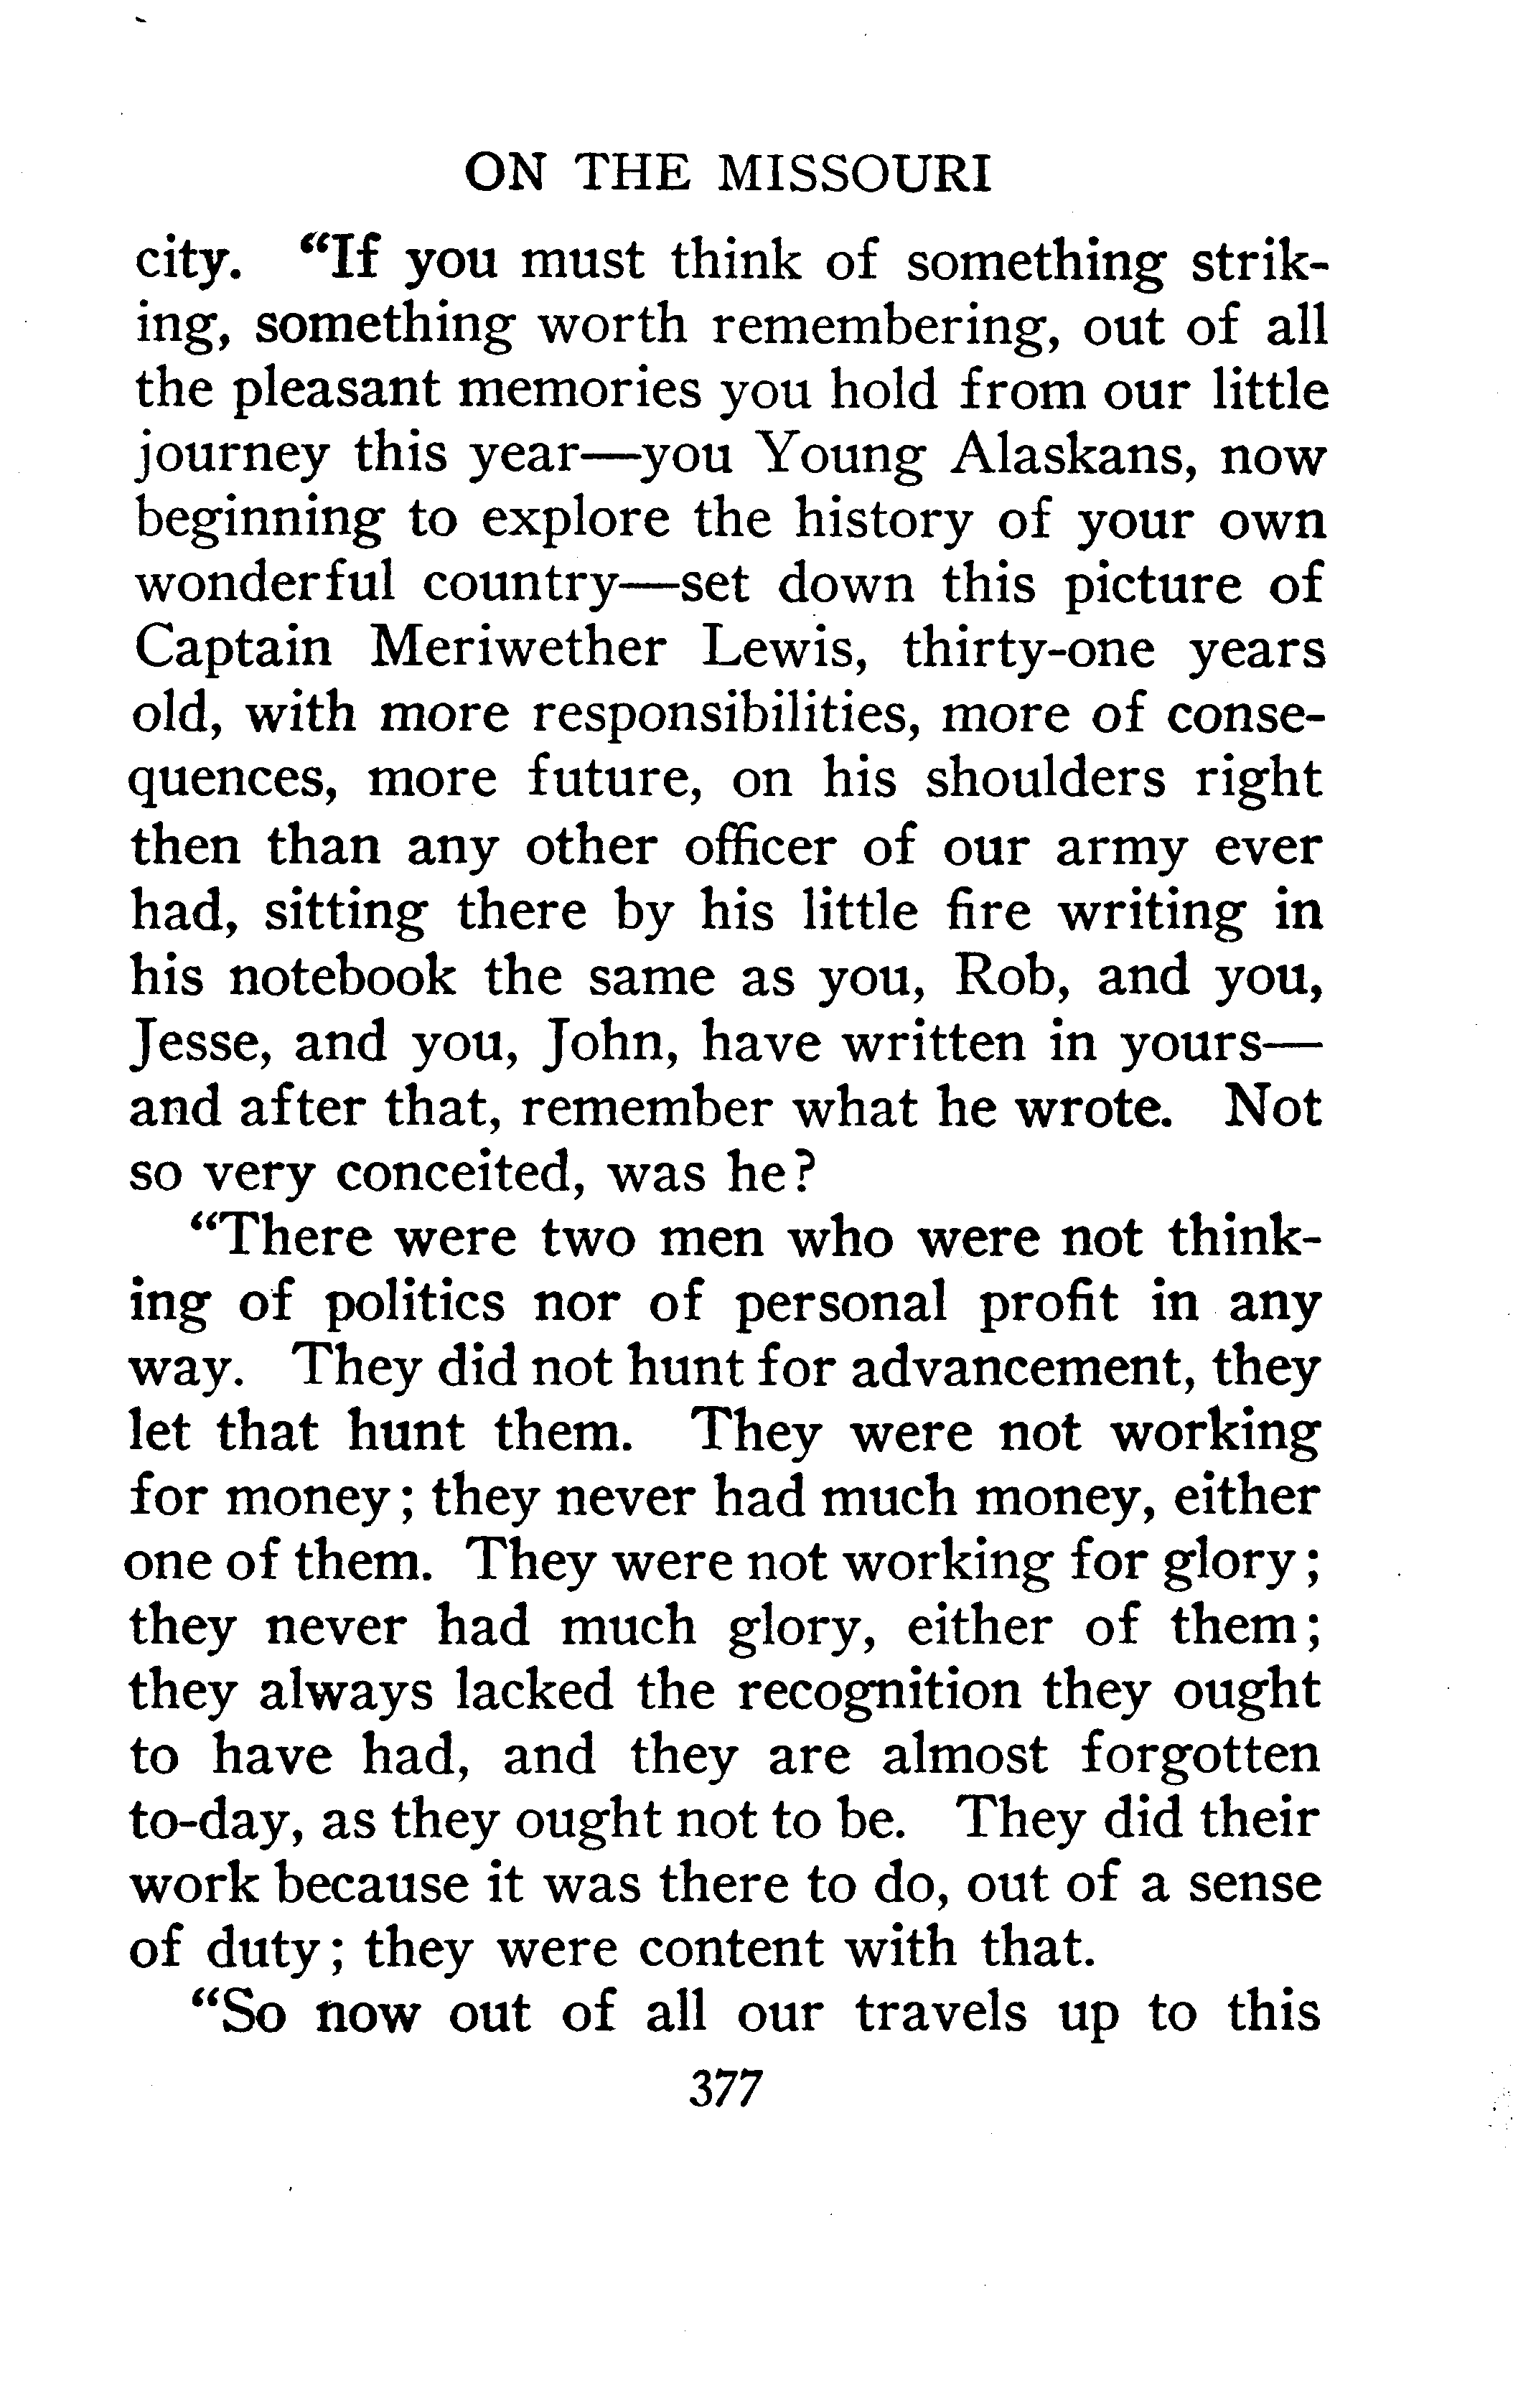 ON THE MISSOURI
city. "If you must think of something strik-
ing, something worth remembering, out of all
the pleasant memories you hold from our little
journey this year—you Young Alaskans, now
beginning to explore the history of your own
wonderful country—set down this picture of
Captain Meriwether Lewis, thirty-one years
old, with more responsibilities, more of conse-
quences, more future, on his shoulders right
then than any other officer of our army ever
had, sitting there by his little fire writing in
his notebook the same as you, Rob, and you,
Jesse, and you, John, have written in yours—
and after that, remember what he wrote. Not
so very conceited, was he?
"There were two men who were not think-
ing of politics nor of personal profit in any
way. They did not hunt for advancement, they
let that hunt them. They were not working
for money; they never had much money, either
one of them. They were not working for glory;
they never had much glory, either of them;
they always lacked the recognition they ought
to have had, and they are almost forgotten
to-day, as they ought not to be. They did their
work because it was there to do, out of a sense
of duty; they were content with that.
"So now out of all our travels up to this
377